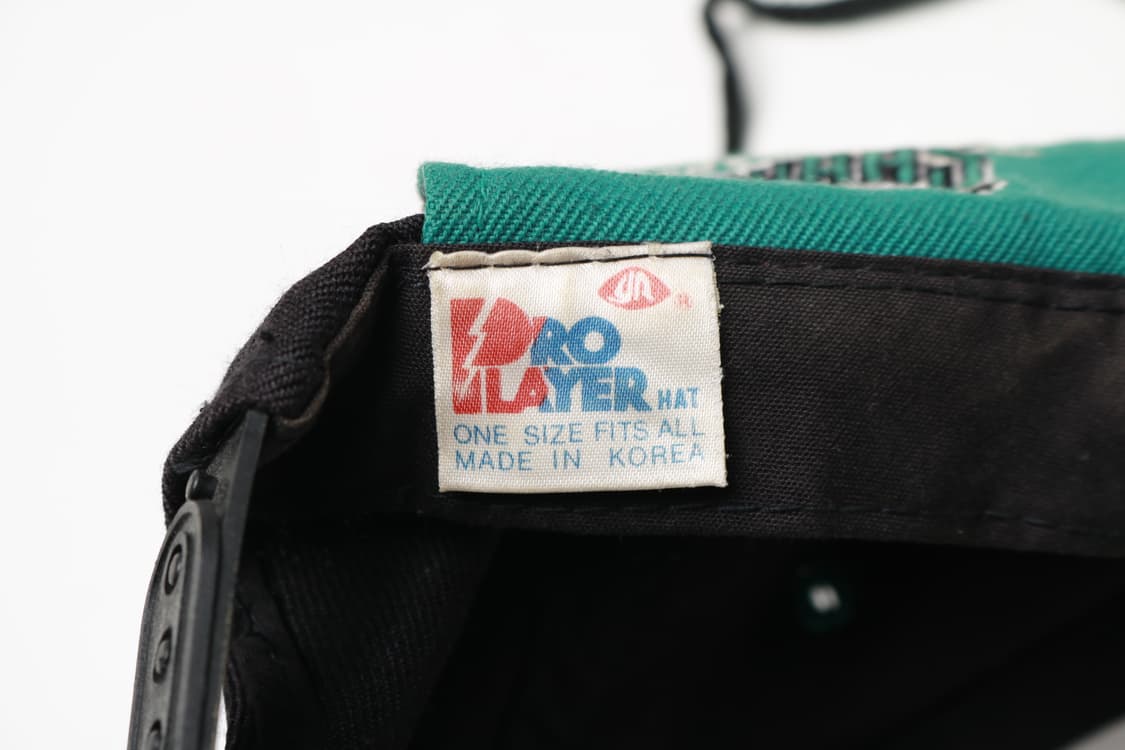 ®
PRO
PLAYER HAT
ONE SIZE FITS ALL
MADE IN KOREA